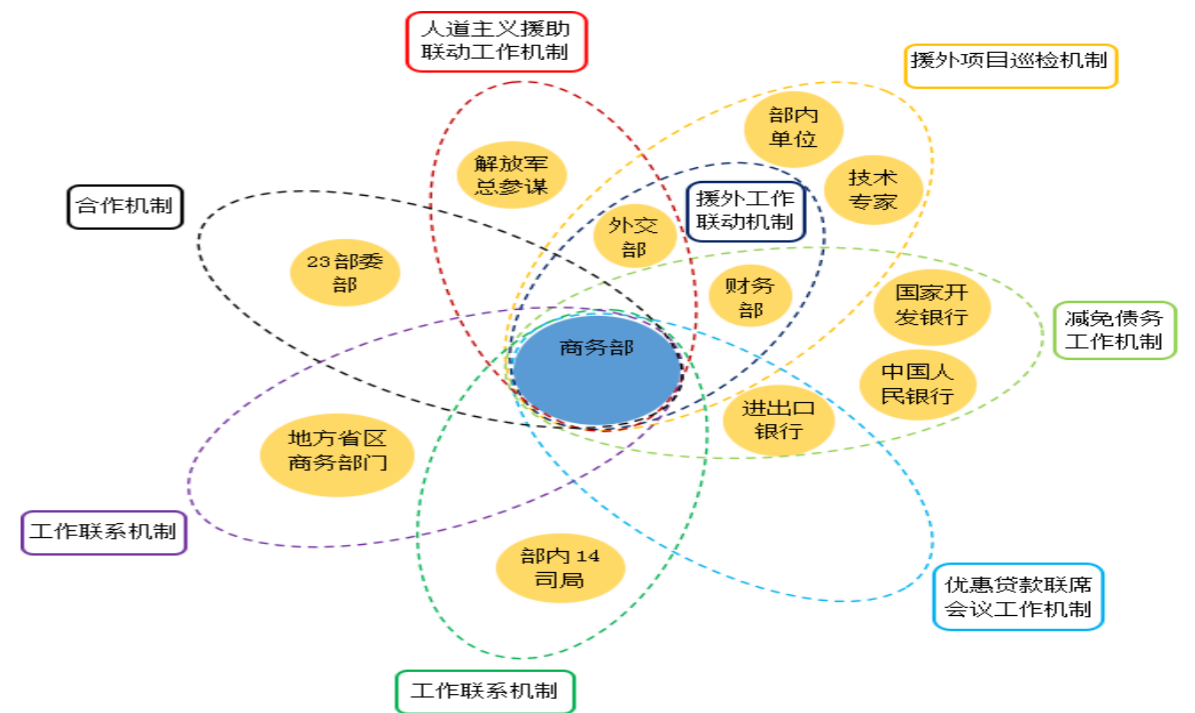 人道主义援助
联动工作机制
援外项目巡检机制
部内
单位
解放军
总参谋
技术
专家
合作机制
援外工作
联动机制
外交
部
23部委
部
财务
部
国家开
发银行
减免债务
工作机制
商务部
中国人
民银行
进出口
银行
地方省区
商务部门
工作联系机制
部内14
司局
优惠贷款联席
会议工作机制
工作联系机制